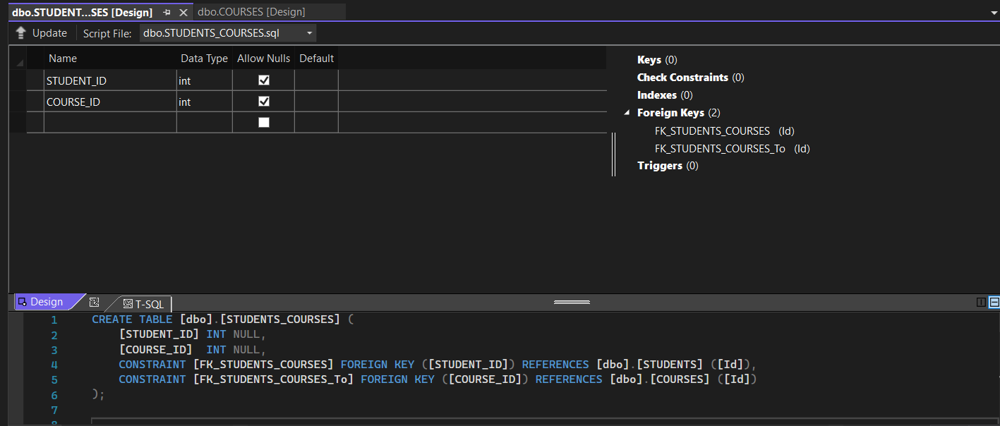 dbo.STUDENT...SES [Design] dbo.COURSES [Design]
Update Script File: dbo.STUDENTS_COURSES.sql
Name Data Type Allow Nulls Default
STUDENT_ID int
COURSE_ID int
Keys (0)
Check Constraints (0)
Indexes (0)
Foreign Keys (2)
FK_STUDENTS_COURSES (Id)
FK_STUDENTS_COURSES_To (Id)
Triggers (0)
Design T-SQL
1 CREATE TABLE [dbo].[STUDENTS_COURSES] (
2 [STUDENT_ID] INT NULL,
3 [COURSE_ID] INT NULL,
4 CONSTRAINT [FK_STUDENTS_COURSES] FOREIGN KEY ([STUDENT_ID]) REFERENCES [dbo].[STUDENTS] ([Id]),
5 CONSTRAINT [FK_STUDENTS_COURSES_To] FOREIGN KEY ([COURSE_ID]) REFERENCES [dbo].[COURSES] ([Id])
6 );
7
8